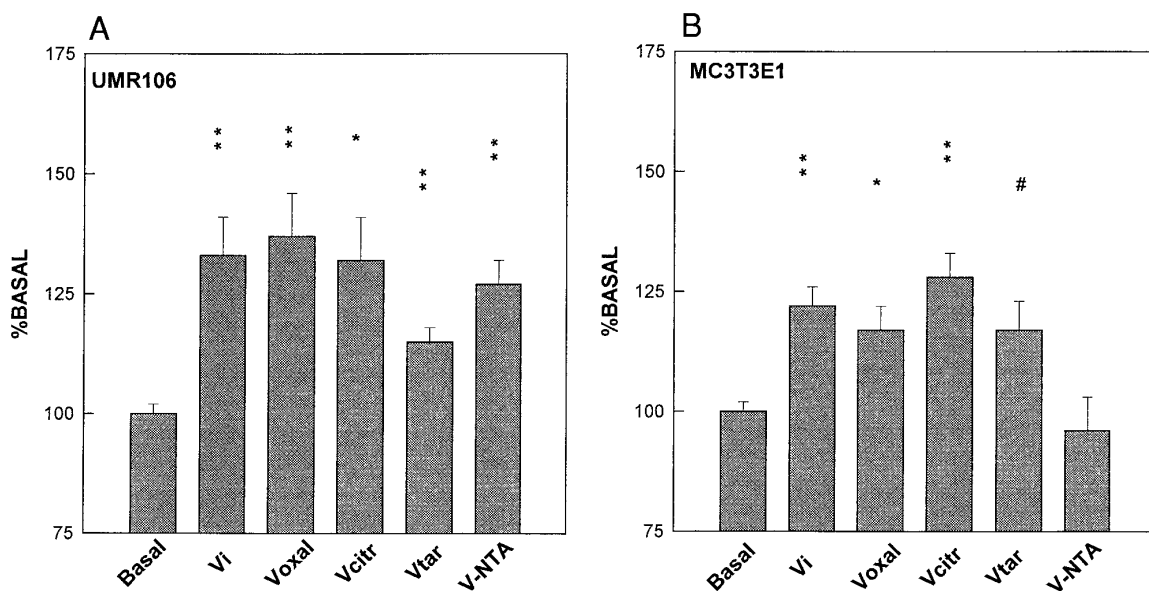 A
175
UMR106
* *
* *
*
* *
* *
150
%BASAL
125
100
75
Basal
Vi
Voxal
Vcitr
Vtar
V-NTA
B
175
MC3T3E1
* *
*
* *
#
150
%BASAL
125
100
75
Basal
Vi
Voxal
Vcitr
Vtar
V-NTA